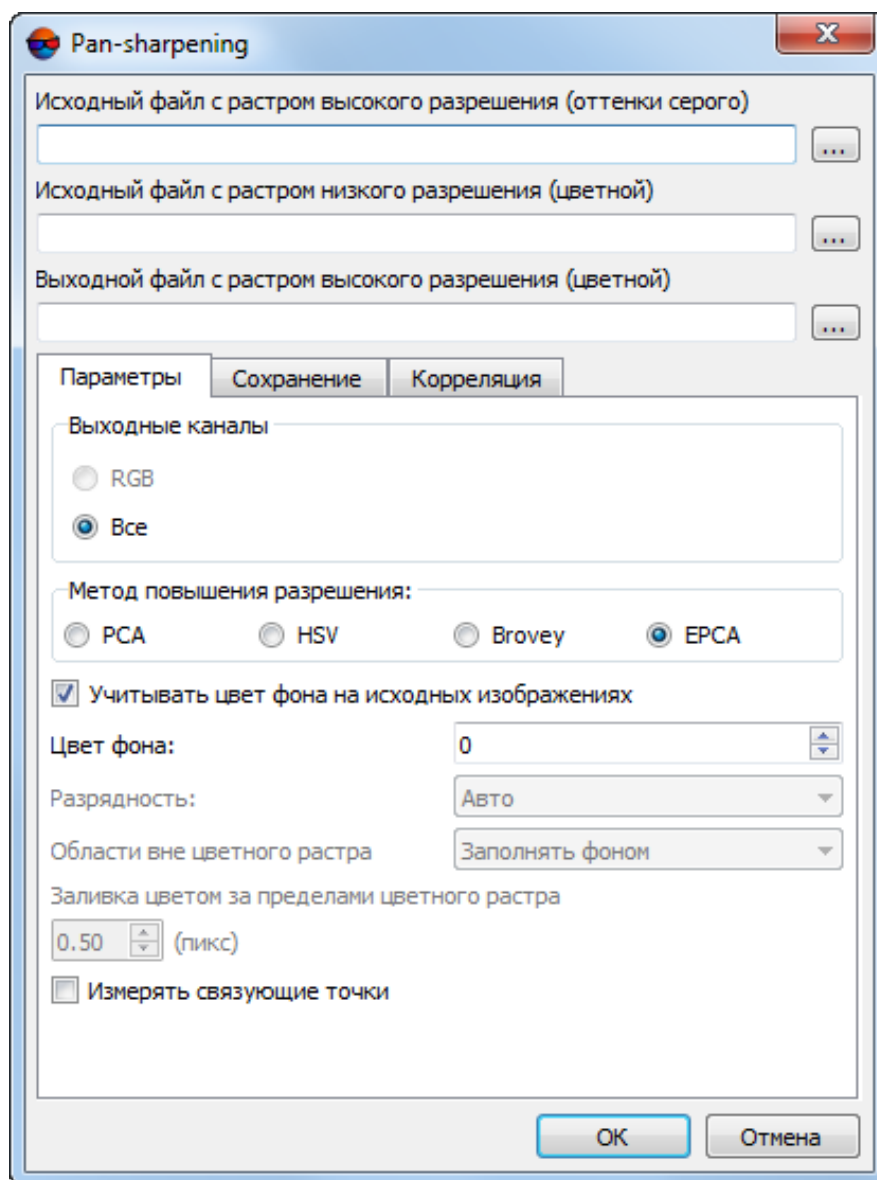 Pan-sharpening
Исходный файл с растром высокого разрешения (оттенки серого)
...
Исходный файл с растром низкого разрешения (цветной)
...
Выходной файл с растром высокого разрешения (цветной)
...
Параметры Сохранение Корреляция
Выходные каналы
RGB
Все
Метод повышения разрешения:
PCA HSV Brovey EPCA
Учитывать цвет фона на исходных изображениях
Цвет фона: 0
Разрядность: Авто
Области вне цветного растра Заполнять фоном
Заливка цветом за пределами цветного растра
0.50 (пикс)
Измерять связующие точки
OK Отмена